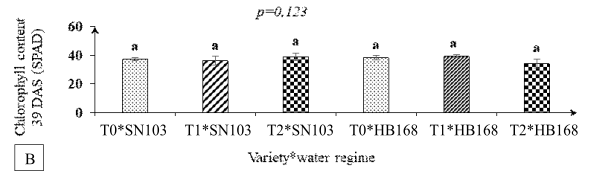 p=0,123
Chlorophyll content
39 DAS (SPAD)
60
40
20
0
a a a a a a
T0*SN103 T1*SN103 T2*SN103 T0*HB168 T1*HB168 T2*HB168
Variety*water regime
B